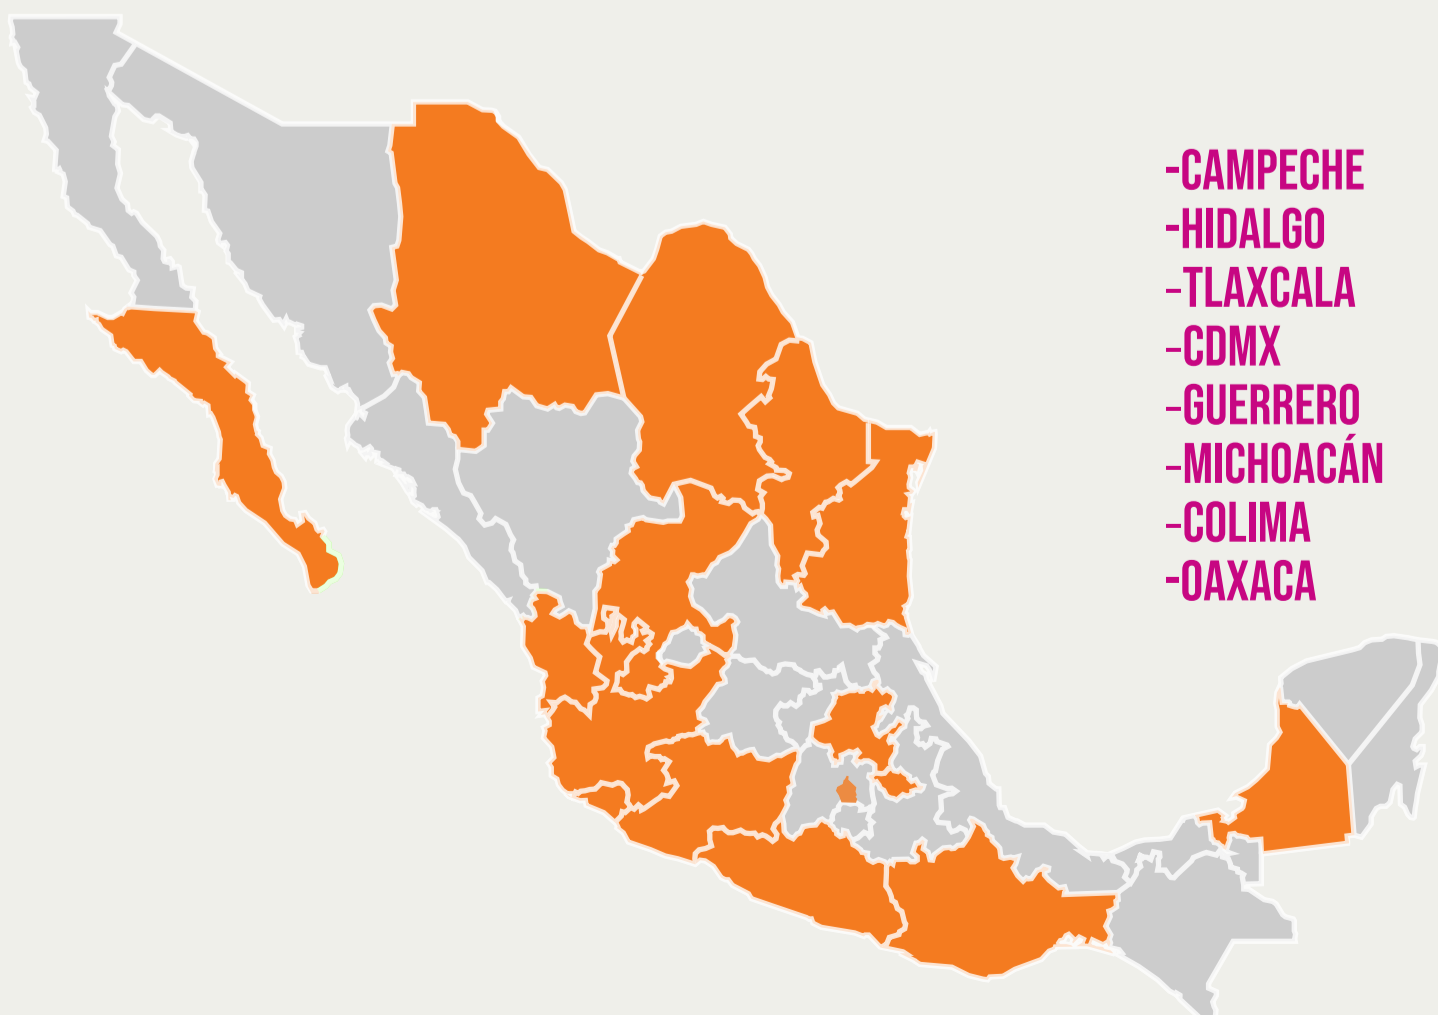 -CAMPECHE
-HIDALGO
-TLAXCALA
-CDMX
-GUERRERO
-MICHOACÁN
-COLIMA
-OAXACA